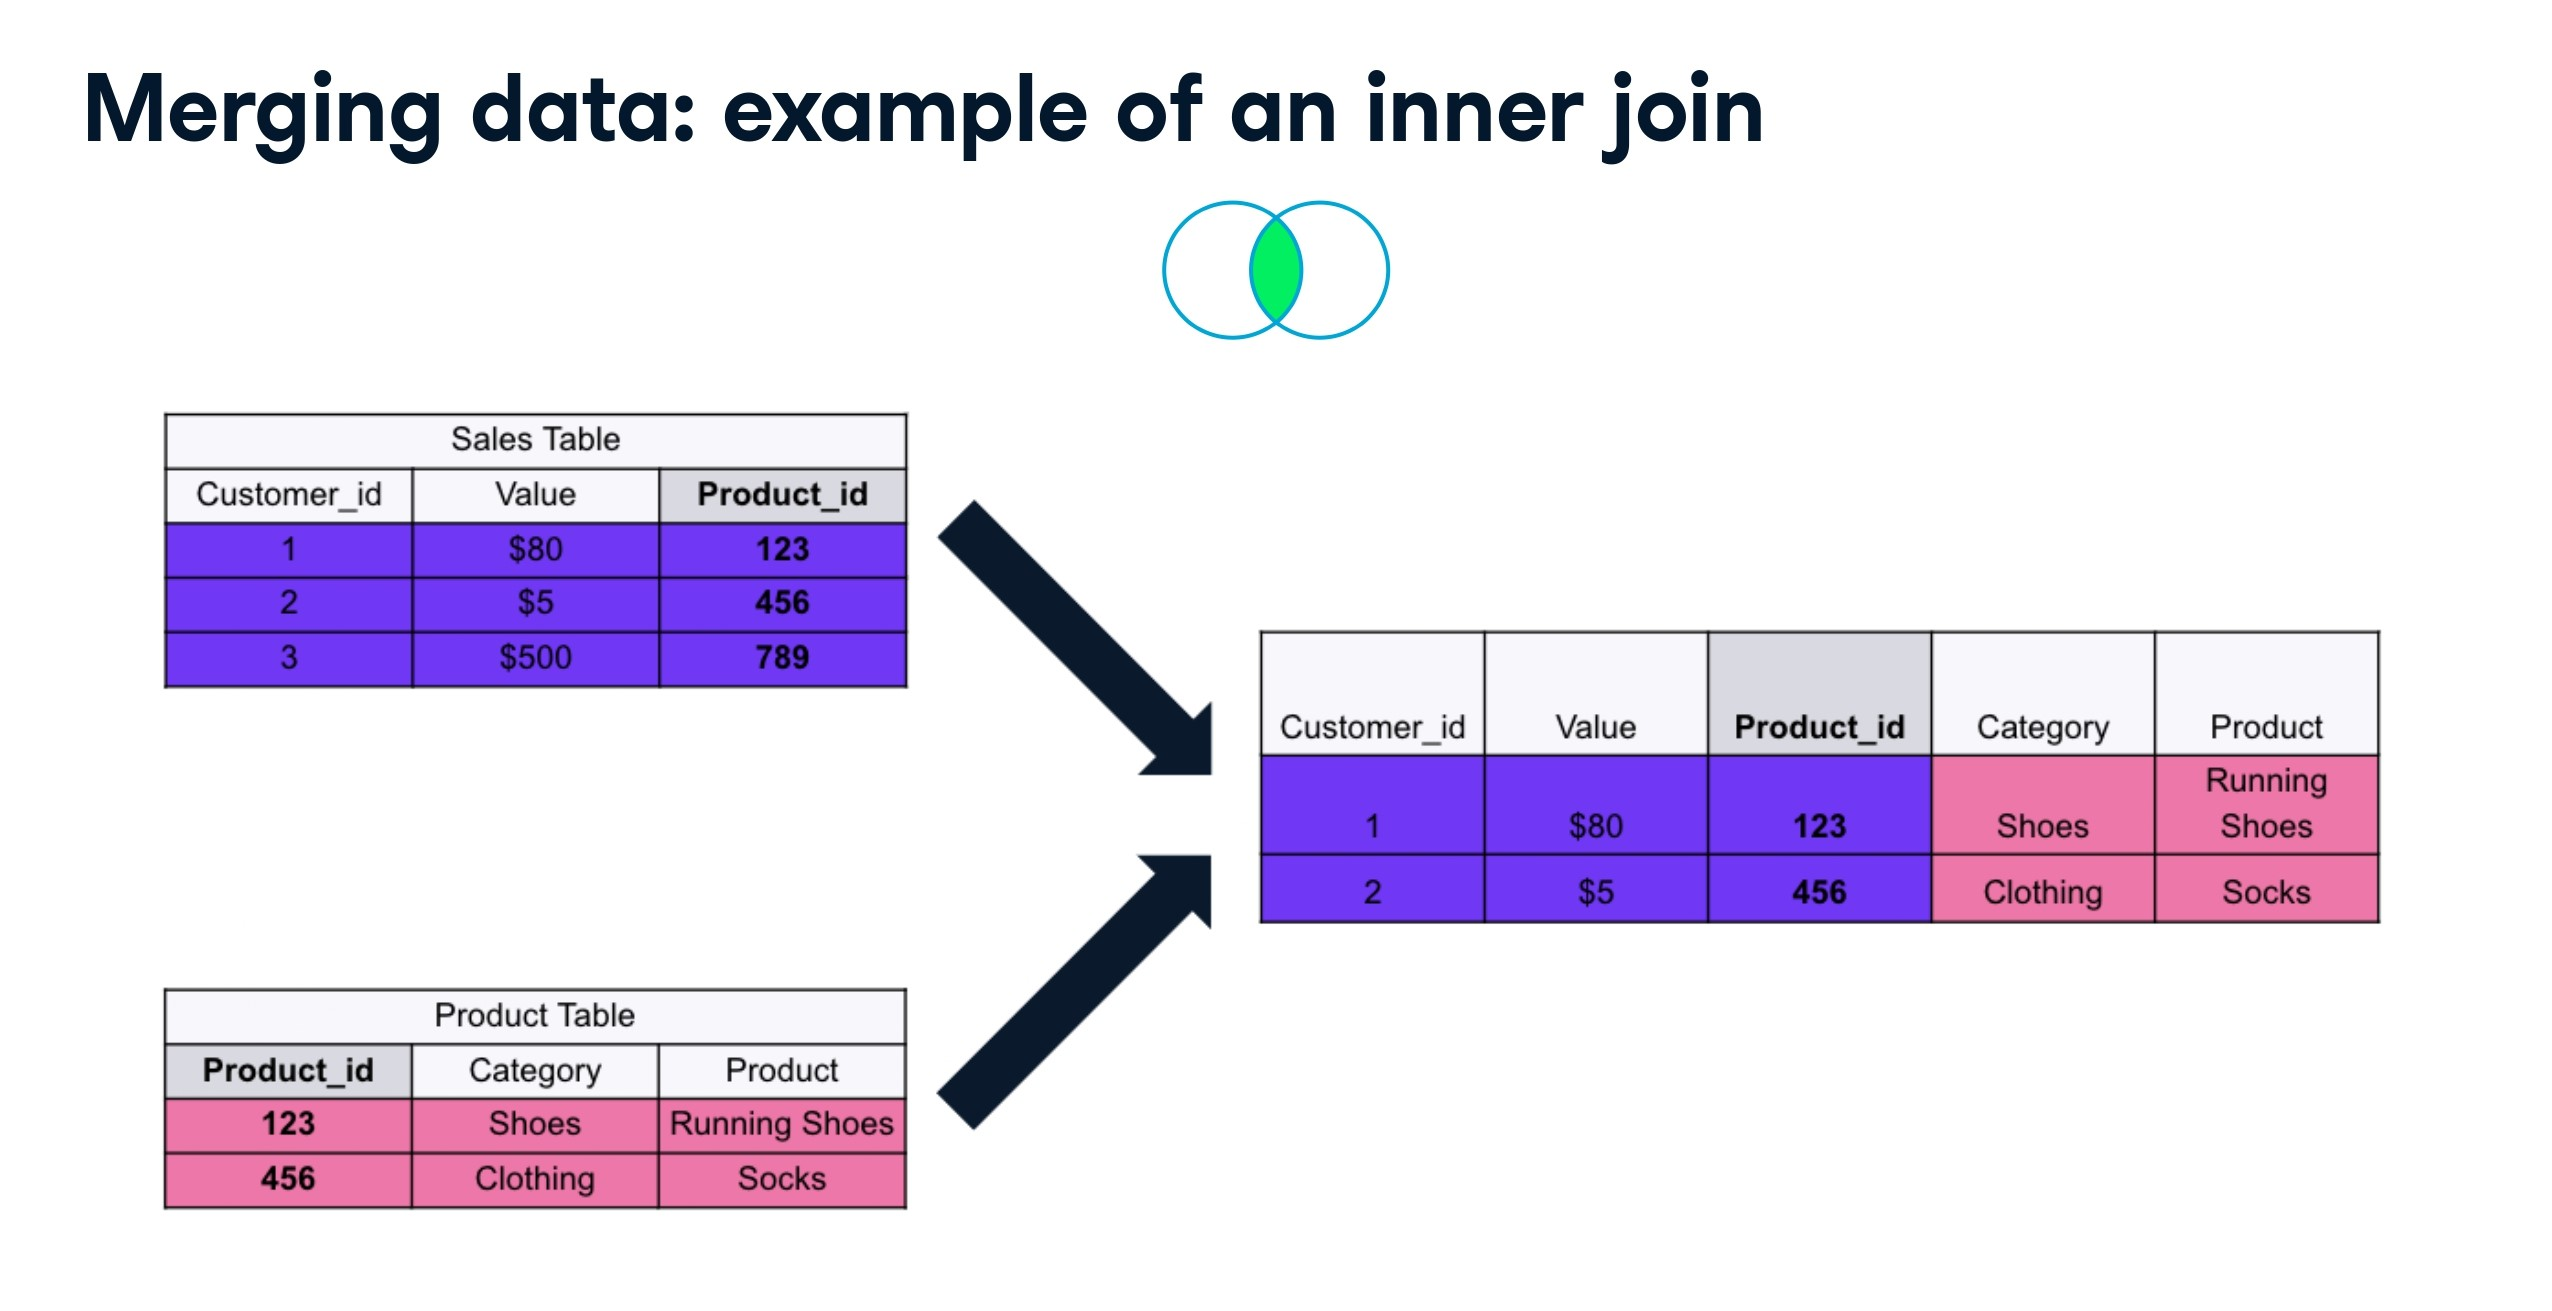 Merging data: example of an inner join
Sales Table
Customer_id Value Product_id
1 $80 123
2 $5 456
3 $500 789
Customer_id Value Product_id Category Product
1 $80 123 Shoes Running Shoes
2 $5 456 Clothing Socks
Product Table
Product_id Category Product
123 Shoes Running Shoes
456 Clothing Socks